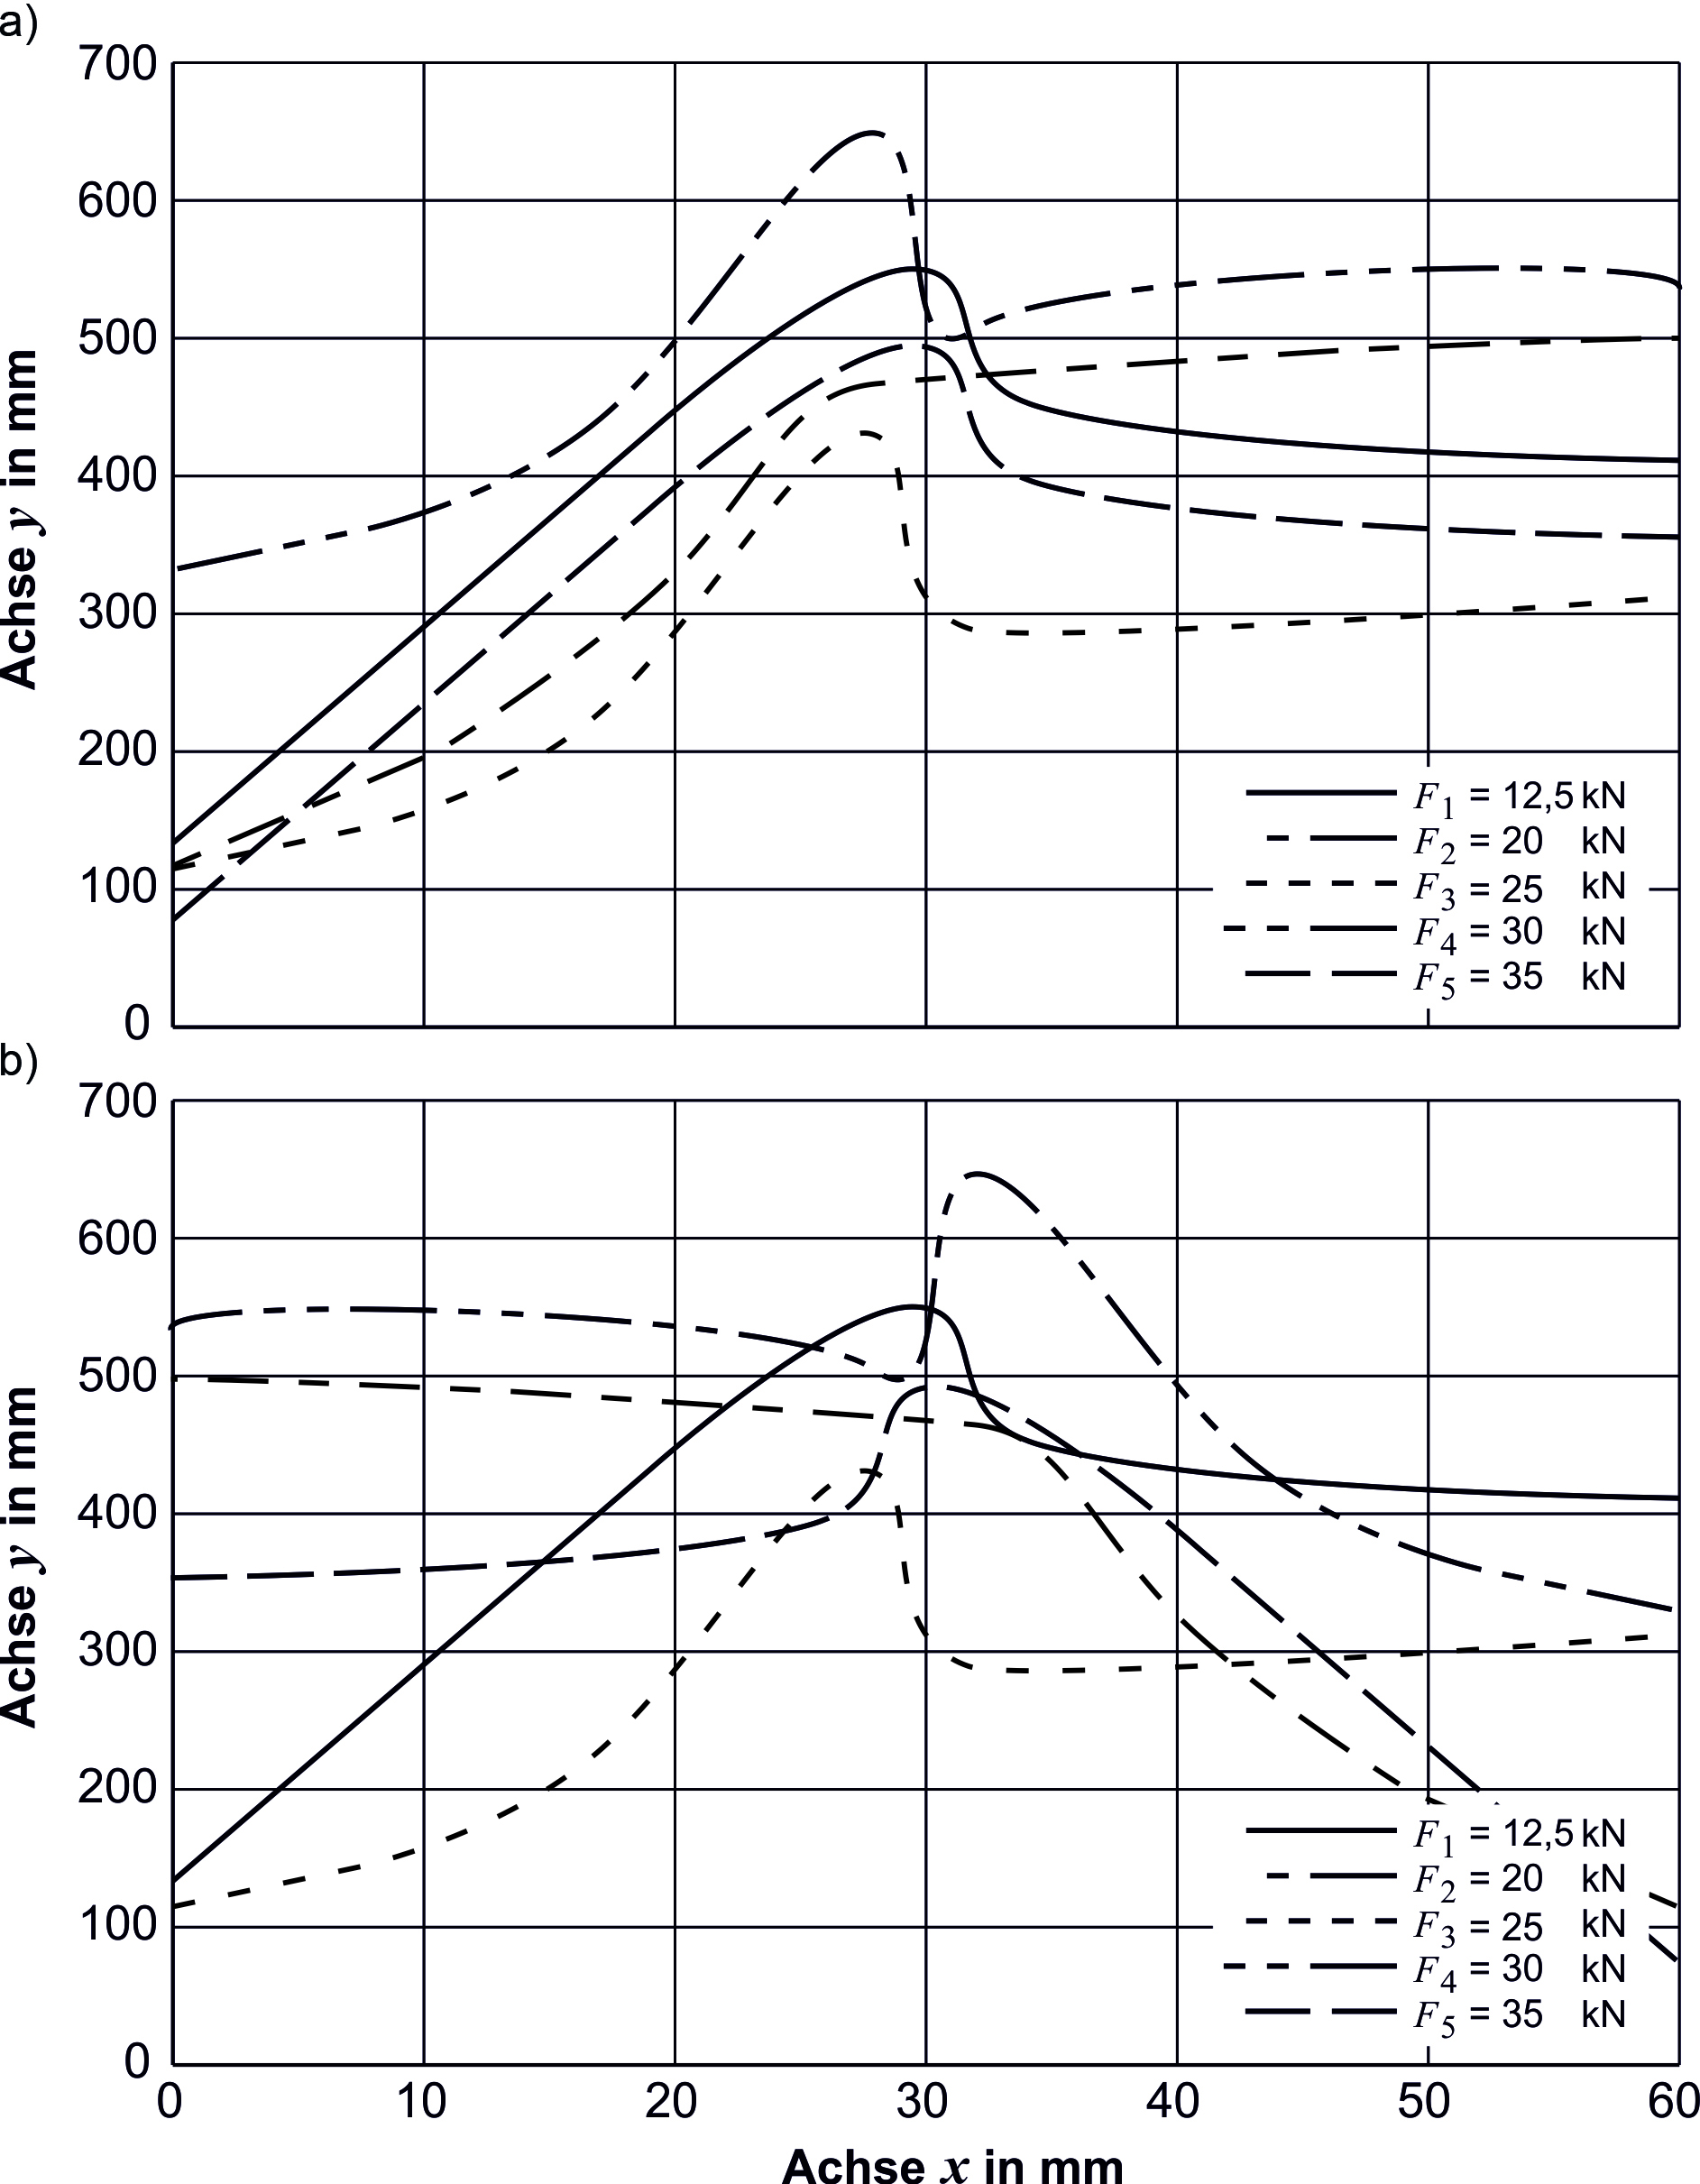 a)
700
600
500
400
300
200
100
0
Achse y in mm
F1 = 12,5 kN
F2 = 20 kN
F3 = 25 kN
F4 = 30 kN
F5 = 35 kN
b)
700
600
500
400
300
200
100
0
Achse y in mm
F1 = 12,5 kN
F2 = 20 kN
F3 = 25 kN
F4 = 30 kN
F5 = 35 kN
0 10 20 30 40 50 60
Achse x in mm